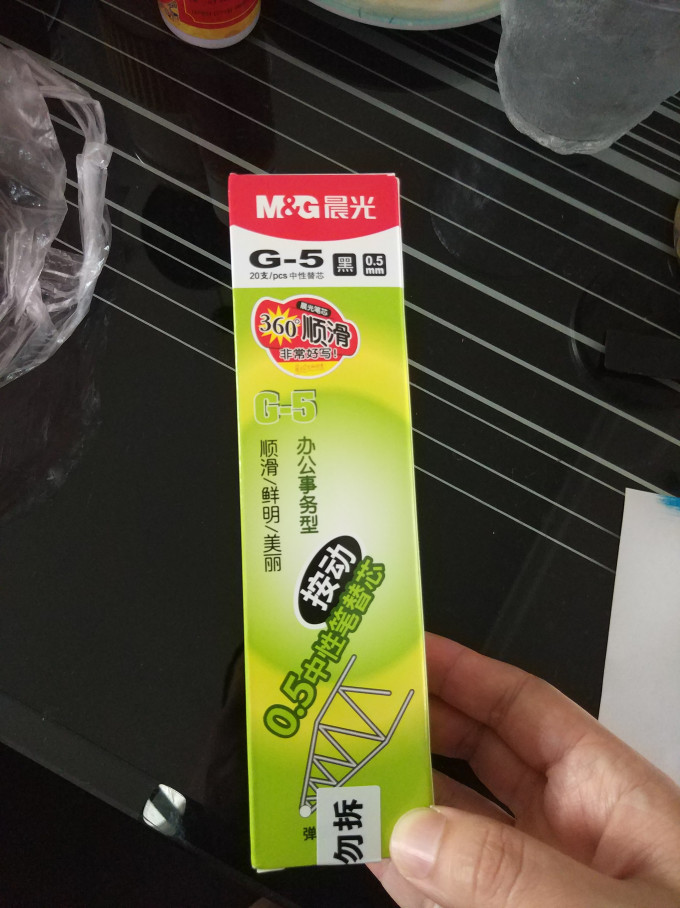 M&G晨光
G-5 黑 0.5mm
20支/pcs 中性替芯
晨光笔芯
360°顺滑
非常好写!
G-5
办公事务型
顺滑/鲜明/美丽
按动
0.5中性笔替芯
弹
勿拆